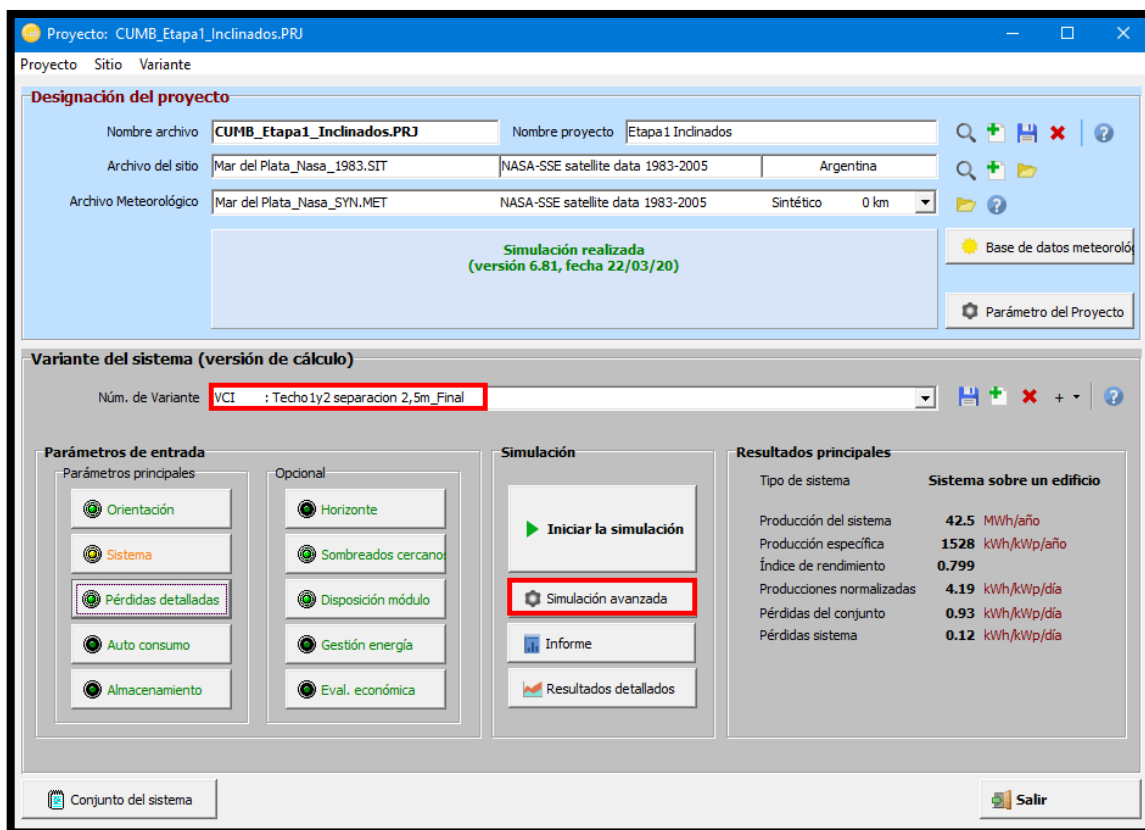 Proyecto: CUMB_Etapa1_Inclinados.PRJ
Proyecto Sitio Variante
Designación del proyecto
Nombre archivo CUMB_Etapa1_Inclinados.PRJ Nombre proyecto Etapa1 Inclinados
Archivo del sitio Mar del Plata_Nasa_1983.SIT NASA-SSE satellite data 1983-2005 Argentina
Archivo Meteorológico Mar del Plata_Nasa_SYN.MET NASA-SSE satellite data 1983-2005 Sintético 0 km
Simulación realizada
(versión 6.81, fecha 22/03/20)
Base de datos meteoroló
Parámetro del Proyecto
Variante del sistema (versión de cálculo)
Núm. de Variante VCI : Techo1y2 separacion 2,5m_Final
Parámetros de entrada
Parámetros principales
Orientación
Sistema
Pérdidas detalladas
Auto consumo
Almacenamiento
Opcional
Horizonte
Sombreados cercanos
Disposición módulo
Gestión energía
Eval. económica
Simulación
Iniciar la simulación
Simulación avanzada
Informe
Resultados detallados
Resultados principales
Tipo de sistema Sistema sobre un edificio
Producción del sistema 42.5 MWh/año
Producción específica 1528 kWh/kWp/año
Índice de rendimiento 0.799
Producciones normalizadas 4.19 kWh/kWp/día
Pérdidas del conjunto 0.93 kWh/kWp/día
Pérdidas sistema 0.12 kWh/kWp/día
Conjunto del sistema
Salir